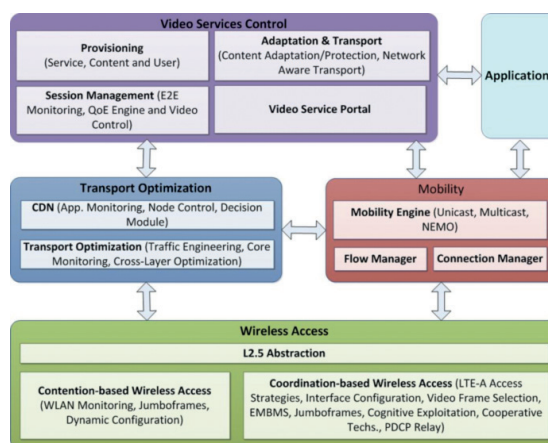 Video Services Control
Provisioning
(Service, Content and User)
Adaptation & Transport
(Content Adaptation/Protection, Network
Aware Transport)
Session Management (E2E
Monitoring, QoE Engine and Video
Control)
Video Service Portal
Application
Transport Optimization
CDN (App. Monitoring, Node Control, Decision
Module)
Transport Optimization (Traffic Engineering, Core
Monitoring, Cross-Layer Optimization)
Mobility
Mobility Engine (Unicast, Multicast,
NEMO)
Flow Manager
Connection Manager
Wireless Access
L2.5 Abstraction
Contention-based Wireless Access
(WLAN Monitoring, Jumboframes,
Dynamic Configuration)
Coordination-based Wireless Access (LTE-A Access
Strategies, Interface Configuration, Video Frame Selection,
EMBMS, Jumboframes, Cognitive Exploitation, Cooperative
Techs., PDCP Relay)